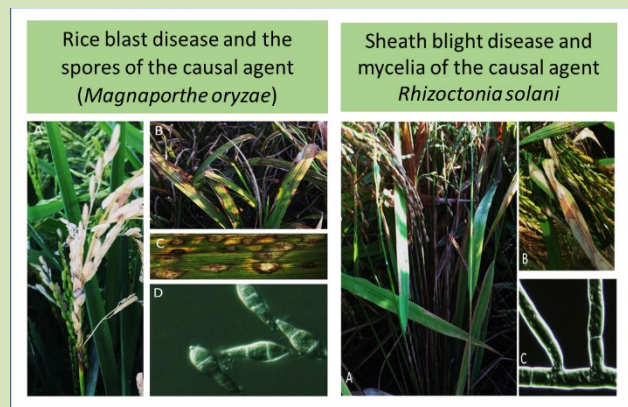 Rice blast disease and the
spores of the causal agent
(Magnaporthe oryzae)
A
B
C
D
Sheath blight disease and
mycelia of the causal agent
Rhizoctonia solani
A
B
C